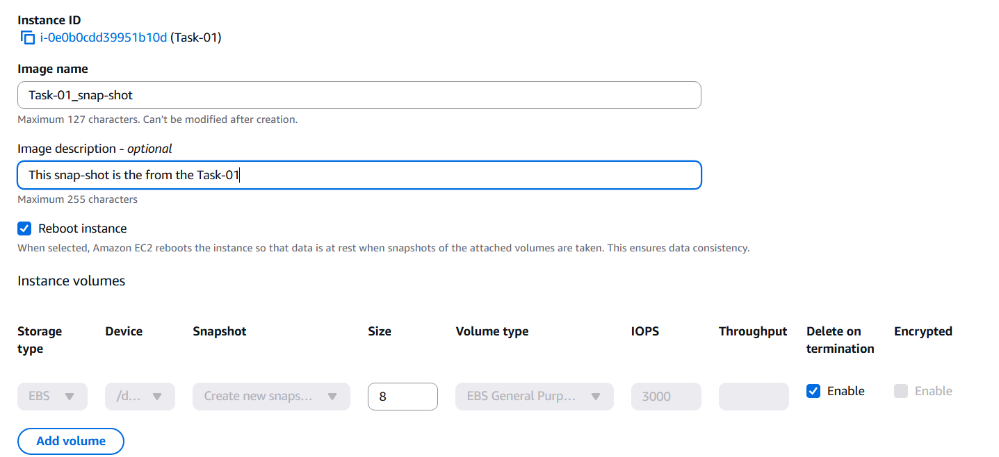 Instance ID
i-0e0b0cdd39951b10d (Task-01)
Image name
Task-01_snap-shot
Maximum 127 characters. Can't be modified after creation.
Image description - optional
This snap-shot is the from the Task-01
Maximum 255 characters
Reboot instance
When selected, Amazon EC2 reboots the instance so that data is at rest when snapshots of the attached volumes are taken. This ensures data consistency.
Instance volumes
Storage type Device Snapshot Size Volume type IOPS Throughput Delete on termination Encrypted
EBS /d... Create new snaps... 8 EBS General Purp... 3000 Enable Enable
Add volume